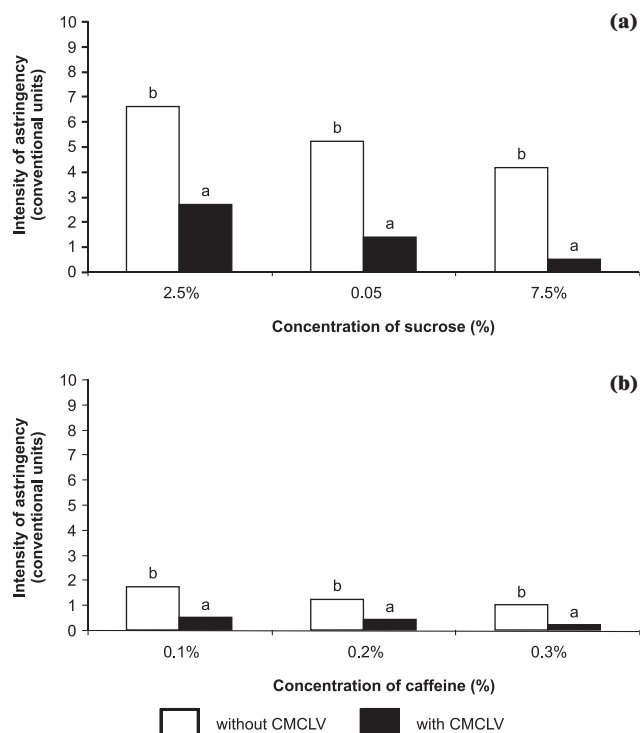 (a)
Intensity of astringency
(conventional units)
10
9
8
7
6
5
4
3
2
1
0
b
a
b
a
b
a
2.5%
0.05
7.5%
Concentration of sucrose (%)
(b)
Intensity of astringency
(conventional units)
10
9
8
7
6
5
4
3
2
1
0
b
a
b
a
b
a
0.1%
0.2%
0.3%
Concentration of caffeine (%)
without CMCLV
with CMCLV